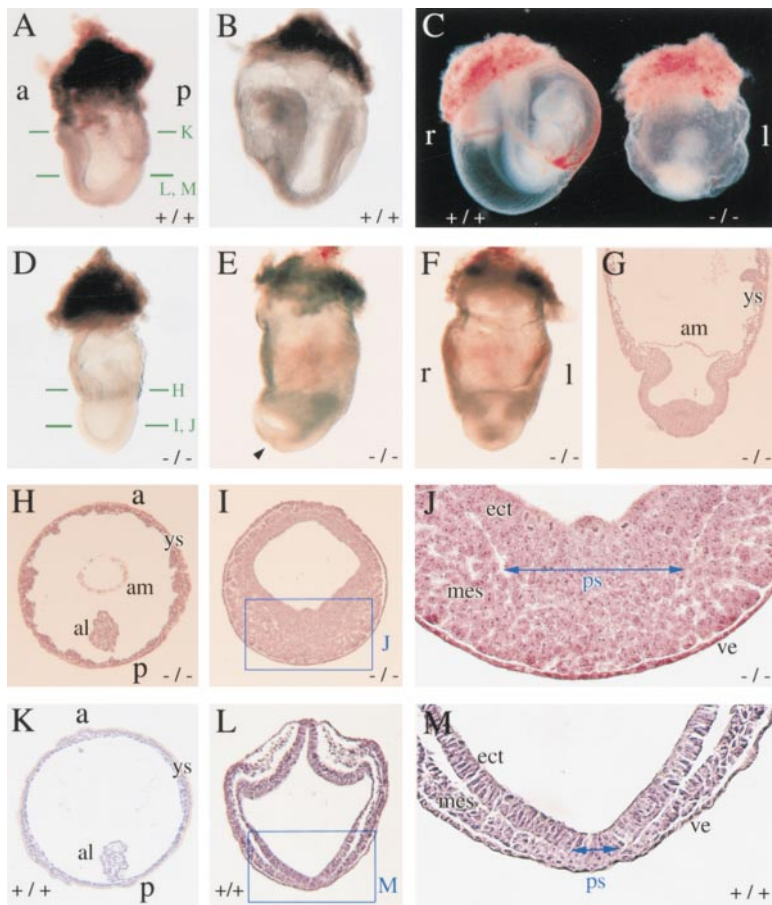 A
a
p
K
L, M
+ / +
B
+ / +
C
r
l
+ / +
- / -
D
H
I, J
- / -
E
- / -
F
r
l
- / -
G
ys
am
- / -
H
a
ys
am
al
p
- / -
I
J
- / -
J
ect
ps
mes
ve
- / -
K
a
ys
al
p
+ / +
L
M
+/+
M
ect
mes
ve
ps
+ / +